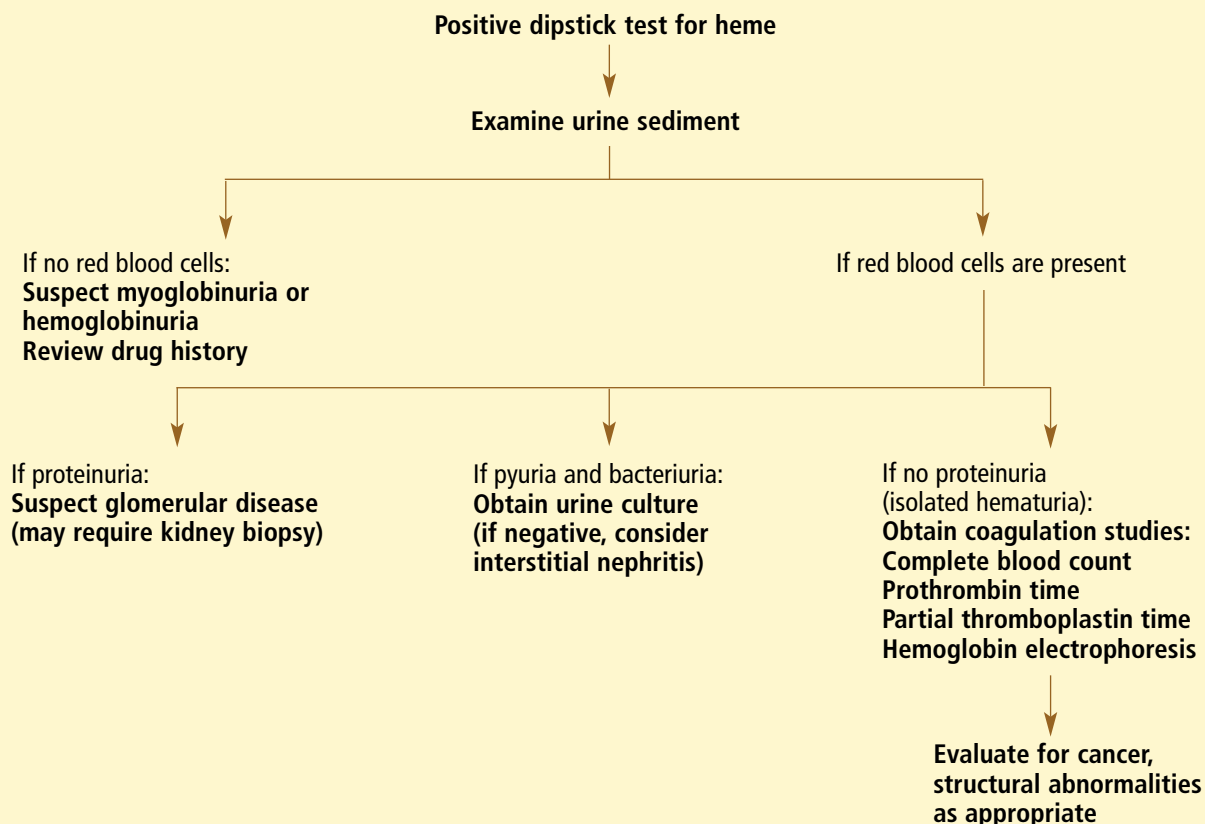 Positive dipstick test for heme
Examine urine sediment
If no red blood cells:
Suspect myoglobinuria or
hemoglobinuria
Review drug history
If red blood cells are present
If proteinuria:
Suspect glomerular disease
(may require kidney biopsy)
If pyuria and bacteriuria:
Obtain urine culture
(if negative, consider
interstitial nephritis)
If no proteinuria
(isolated hematuria):
Obtain coagulation studies:
Complete blood count
Prothrombin time
Partial thromboplastin time
Hemoglobin electrophoresis
Evaluate for cancer,
structural abnormalities
as appropriate